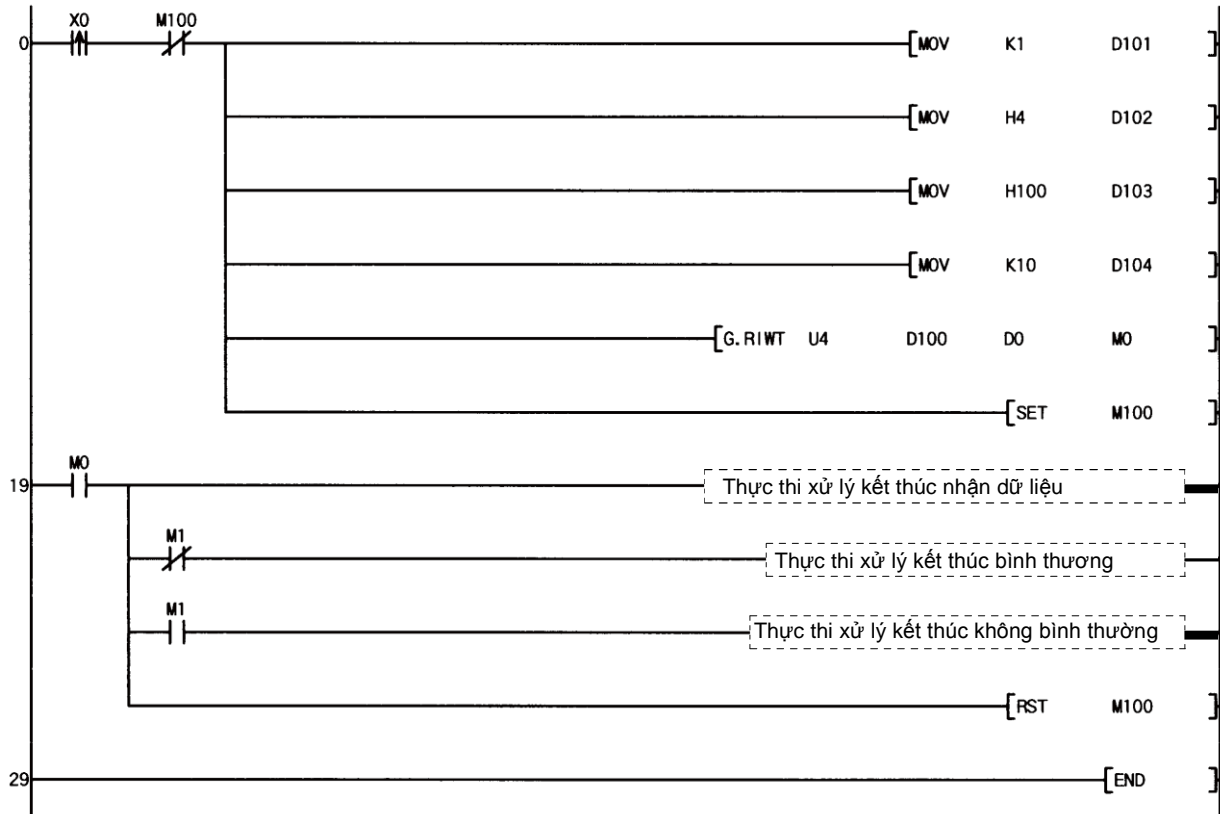 X0 M100
0 MOV K1 D101
MOV H4 D102
MOV H100 D103
MOV K10 D104
G.RIWT U4 D100 D0 M0
SET M100
M0
19 Thực thi xử lý kết thúc nhận dữ liệu
M1
Thực thi xử lý kết thúc bình thương
M1
Thực thi xử lý kết thúc không bình thường
RST M100
29 END